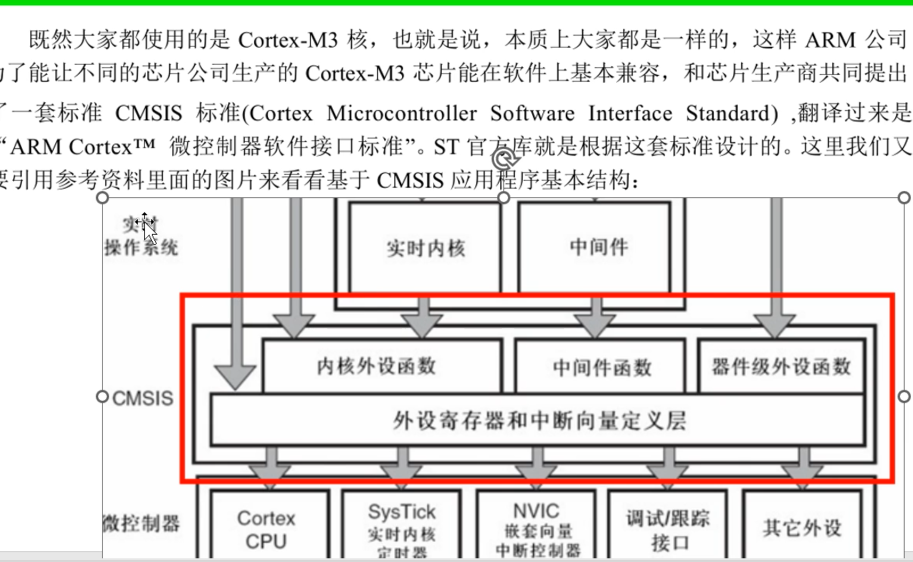 既然大家都使用的是 Cortex-M3 核，也就是说，本质上大家都是一样的，这样 ARM 公司
了能让不同的芯片公司生产的 Cortex-M3 芯片能在软件上基本兼容，和芯片生产商共同提出
了一套标准 CMSIS 标准(Cortex Microcontroller Software Interface Standard) ,翻译过来是
“ARM Cortex™ 微控制器软件接口标准”。ST 官方库就是根据这套标准设计的。这里我们又
要引用参考资料里面的图片来看看基于 CMSIS 应用程序基本结构：
实时
操作系统
实时内核
中间件
内核外设函数
中间件函数
器件级外设函数
CMSIS
外设寄存器和中断向量定义层
微控制器
Cortex
CPU
SysTick
实时内核
定时器
NVIC
嵌套向量
中断控制器
调试/跟踪
接口
其它外设